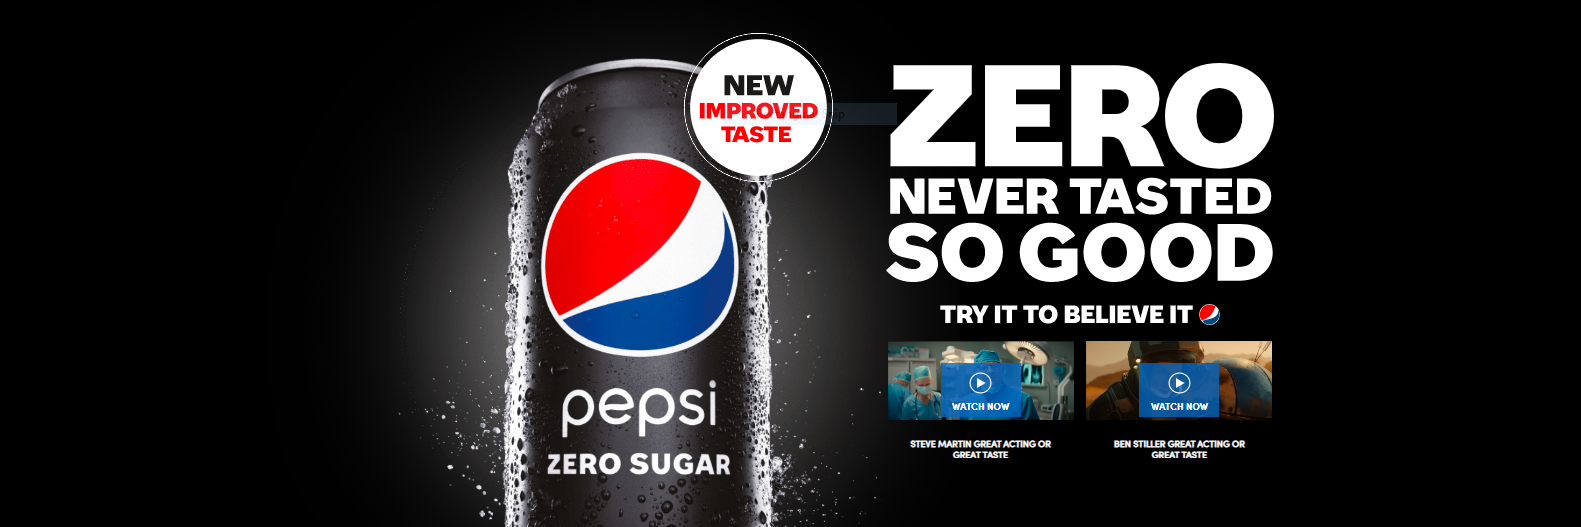 NEW
IMPROVED
TASTE
pepsi
ZERO SUGAR
ZERO
NEVER TASTED
SO GOOD
TRY IT TO BELIEVE IT
WATCH NOW
STEVE MARTIN GREAT ACTING OR
GREAT TASTE
WATCH NOW
BEN STILLER GREAT ACTING OR
GREAT TASTE